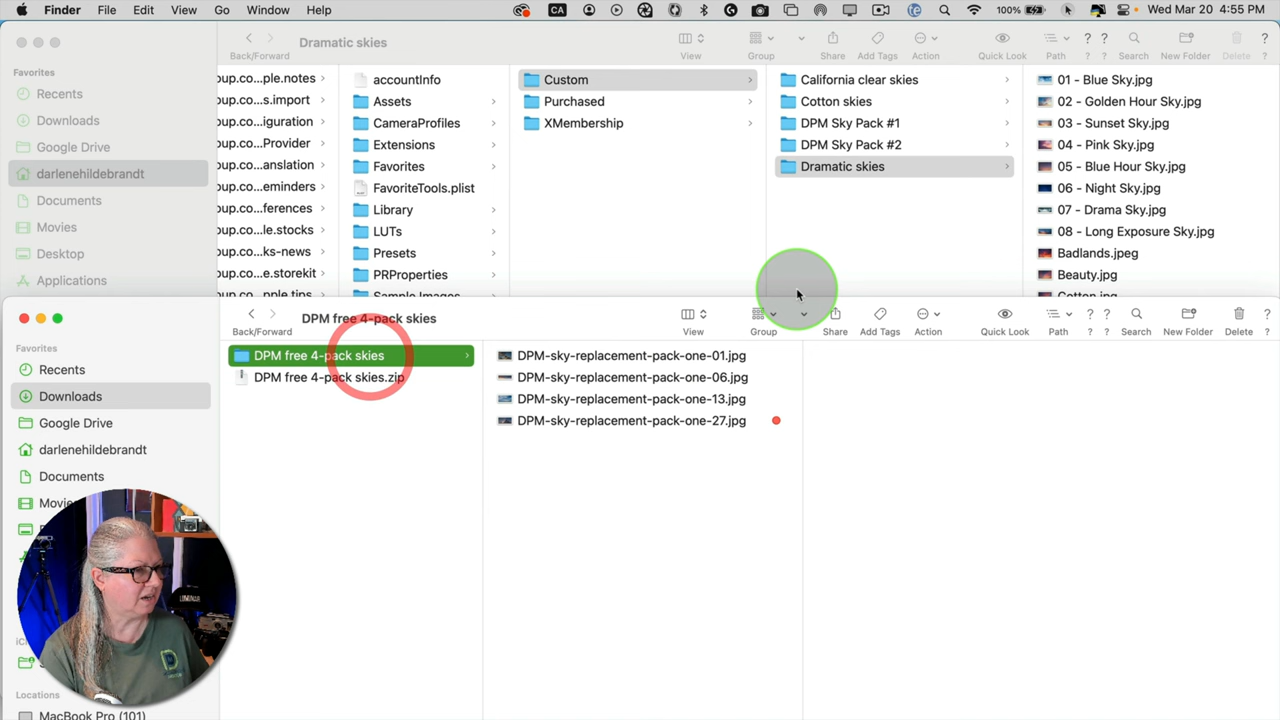 Finder File Edit View Go Window Help CA 100% Wed Mar 20 4:55 PM
Dramatic skies
Back/Forward View Group Share Add Tags Action Quick Look Path ? ? Search New Folder Delete ?
Favorites
Recents
Downloads
Google Drive
darlenehildebrandt
Documents
Movies
Desktop
Applications
oup.co...ple.notes
oup.co...s.import
oup.co...iguration
oup.co...Provider
oup.co...anslation
oup.co...eminders
oup.co...ferences
oup.co...le.stocks
oup.co...ks-news
oup.co...e.storekit
oup.co...pple.tips
accountInfo
Assets
CameraProfiles
Extensions
Favorites
FavoriteTools.plist
Library
LUTs
Presets
PRProperties
Sample Images
Custom
Purchased
XMembership
California clear skies
Cotton skies
DPM Sky Pack #1
DPM Sky Pack #2
Dramatic skies
01 - Blue Sky.jpg
02 - Golden Hour Sky.jpg
03 - Sunset Sky.jpg
04 - Pink Sky.jpg
05 - Blue Hour Sky.jpg
06 - Night Sky.jpg
07 - Drama Sky.jpg
08 - Long Exposure Sky.jpg
Badlands.jpeg
Beauty.jpg
Cotton.jpg
DPM free 4-pack skies
Back/Forward View Group Share Add Tags Action Quick Look Path ? ? Search New Folder Delete ?
Favorites
Recents
Downloads
Google Drive
darlenehildebrandt
Documents
Movies
Locations
MacBook Pro (101)
DPM free 4-pack skies
DPM free 4-pack skies.zip
DPM-sky-replacement-pack-one-01.jpg
DPM-sky-replacement-pack-one-06.jpg
DPM-sky-replacement-pack-one-13.jpg
DPM-sky-replacement-pack-one-27.jpg
LUMINAR